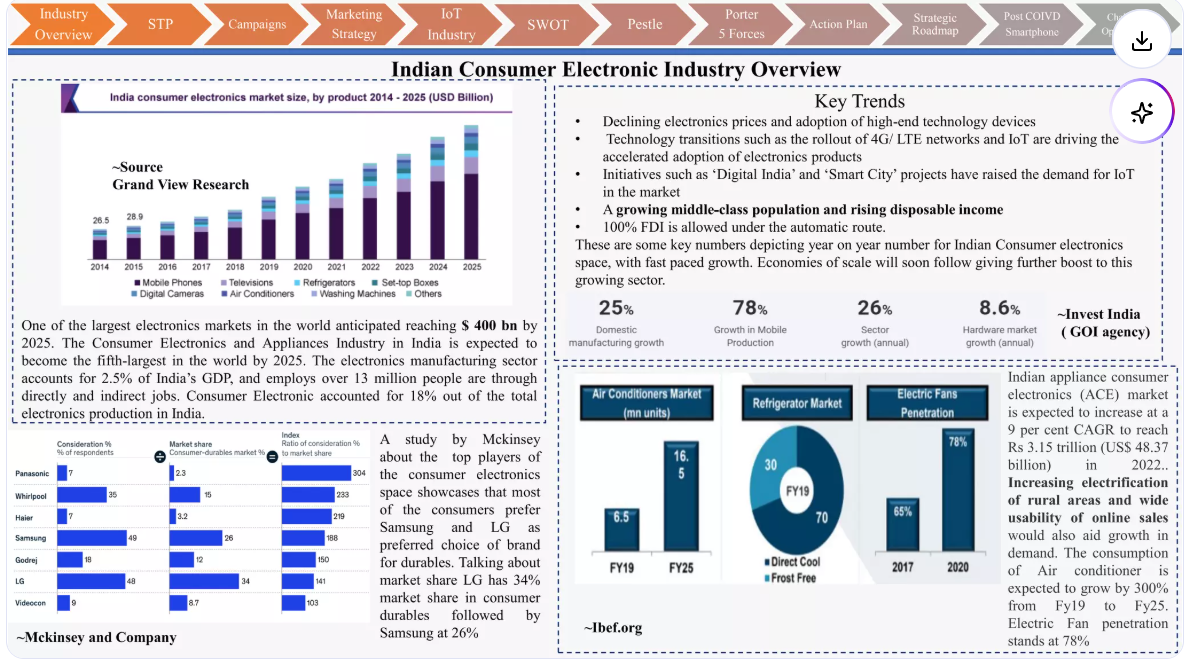 Industry
Overview
STP
Campaigns
Marketing
Strategy
IoT
Industry
SWOT
Pestle
Porter
5 Forces
Action Plan
Strategic
Roadmap
Post COIVD
Smartphone
Indian Consumer Electronic Industry Overview
India consumer electronics market size, by product 2014 - 2025 (USD Billion)
~Source
Grand View Research
26.5
28.9
2014 2015 2016 2017 2018 2019 2020 2021 2022 2023 2024 2025
Mobile Phones Televisions Refrigerators Set-top Boxes
Digital Cameras Air Conditioners Washing Machines Others
One of the largest electronics markets in the world anticipated reaching $ 400 bn by
2025. The Consumer Electronics and Appliances Industry in India is expected to
become the fifth-largest in the world by 2025. The electronics manufacturing sector
accounts for 2.5% of India's GDP, and employs over 13 million people are through
directly and indirect jobs. Consumer Electronic accounted for 18% out of the total
electronics production in India.
Key Trends
• Declining electronics prices and adoption of high-end technology devices
• Technology transitions such as the rollout of 4G/ LTE networks and IoT are driving the
accelerated adoption of electronics products
• Initiatives such as ‘Digital India’ and ‘Smart City’ projects have raised the demand for IoT
in the market
• A growing middle-class population and rising disposable income
• 100% FDI is allowed under the automatic route.
These are some key numbers depicting year on year number for Indian Consumer electronics
space, with fast paced growth. Economies of scale will soon follow giving further boost to this
growing sector.
25%
Domestic
manufacturing growth
78%
Growth in Mobile
Production
26%
Sector
growth (annual)
8.6%
Hardware market
growth (annual)
~Invest India
( GOI agency)
Consideration %
% of respondents
Market share
Consumer-durables market %
Index
Ratio of consideration %
to market share
÷
=
Panasonic 7 2.3 304
Whirlpool 35 15 233
Haier 7 3.2 219
Samsung 49 26 188
Godrej 18 12 150
LG 48 34 141
Videocon 9 8.7 103
~Mckinsey and Company
A study by Mckinsey
about the top players of
the consumer electronics
space showcases that most
of the consumers prefer
Samsung and LG as
preferred choice of brand
for durables. Talking about
market share LG has 34%
market share in consumer
durables followed by
Samsung at 26%
Air Conditioners Market
(mn units)
6.5
16.
5
FY19 FY25
Refrigerator Market
30
FY19
70
Direct Cool
Frost Free
Electric Fans
Penetration
65%
78%
2017 2020
~Ibef.org
Indian appliance consumer
electronics (ACE) market
is expected to increase at a
9 per cent CAGR to reach
Rs 3.15 trillion (US$ 48.37
billion) in 2022..
Increasing electrification
of rural areas and wide
usability of online sales
would also aid growth in
demand. The consumption
of Air conditioner is
expected to grow by 300%
from Fy19 to Fy25.
Electric Fan penetration
stands at 78%